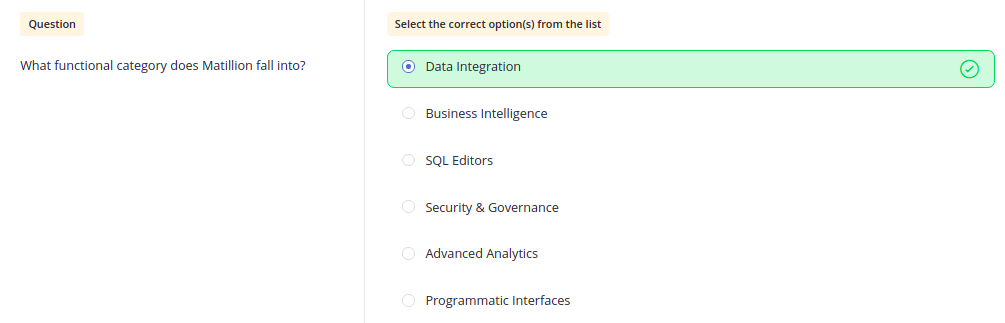 Question
What functional category does Matillion fall into?
Select the correct option(s) from the list
Data Integration
Business Intelligence
SQL Editors
Security & Governance
Advanced Analytics
Programmatic Interfaces